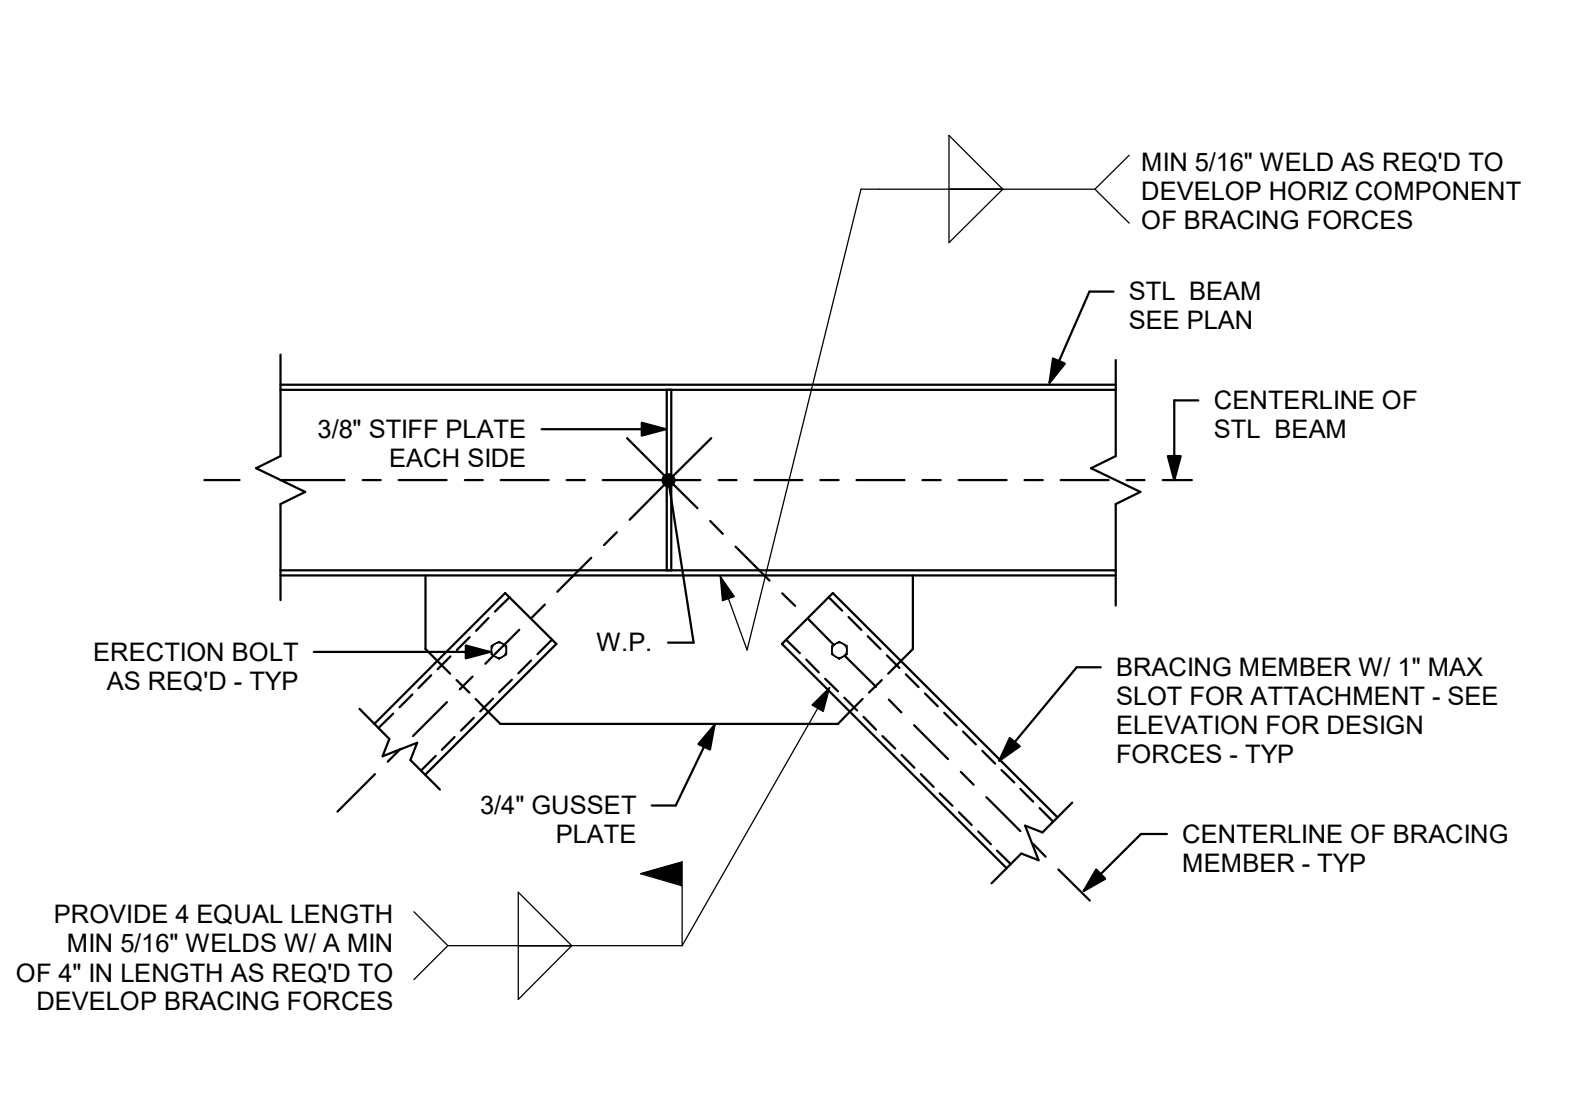 MIN 5/16" WELD AS REQ'D TO
DEVELOP HORIZ COMPONENT
OF BRACING FORCES
STL BEAM
SEE PLAN
CENTERLINE OF
STL BEAM
3/8" STIFF PLATE
EACH SIDE
W.P.
ERECTION BOLT
AS REQ'D - TYP
BRACING MEMBER W/ 1" MAX
SLOT FOR ATTACHMENT - SEE
ELEVATION FOR DESIGN
FORCES - TYP
3/4" GUSSET
PLATE
CENTERLINE OF BRACING
MEMBER - TYP
PROVIDE 4 EQUAL LENGTH
MIN 5/16" WELDS W/ A MIN
OF 4" IN LENGTH AS REQ'D TO
DEVELOP BRACING FORCES